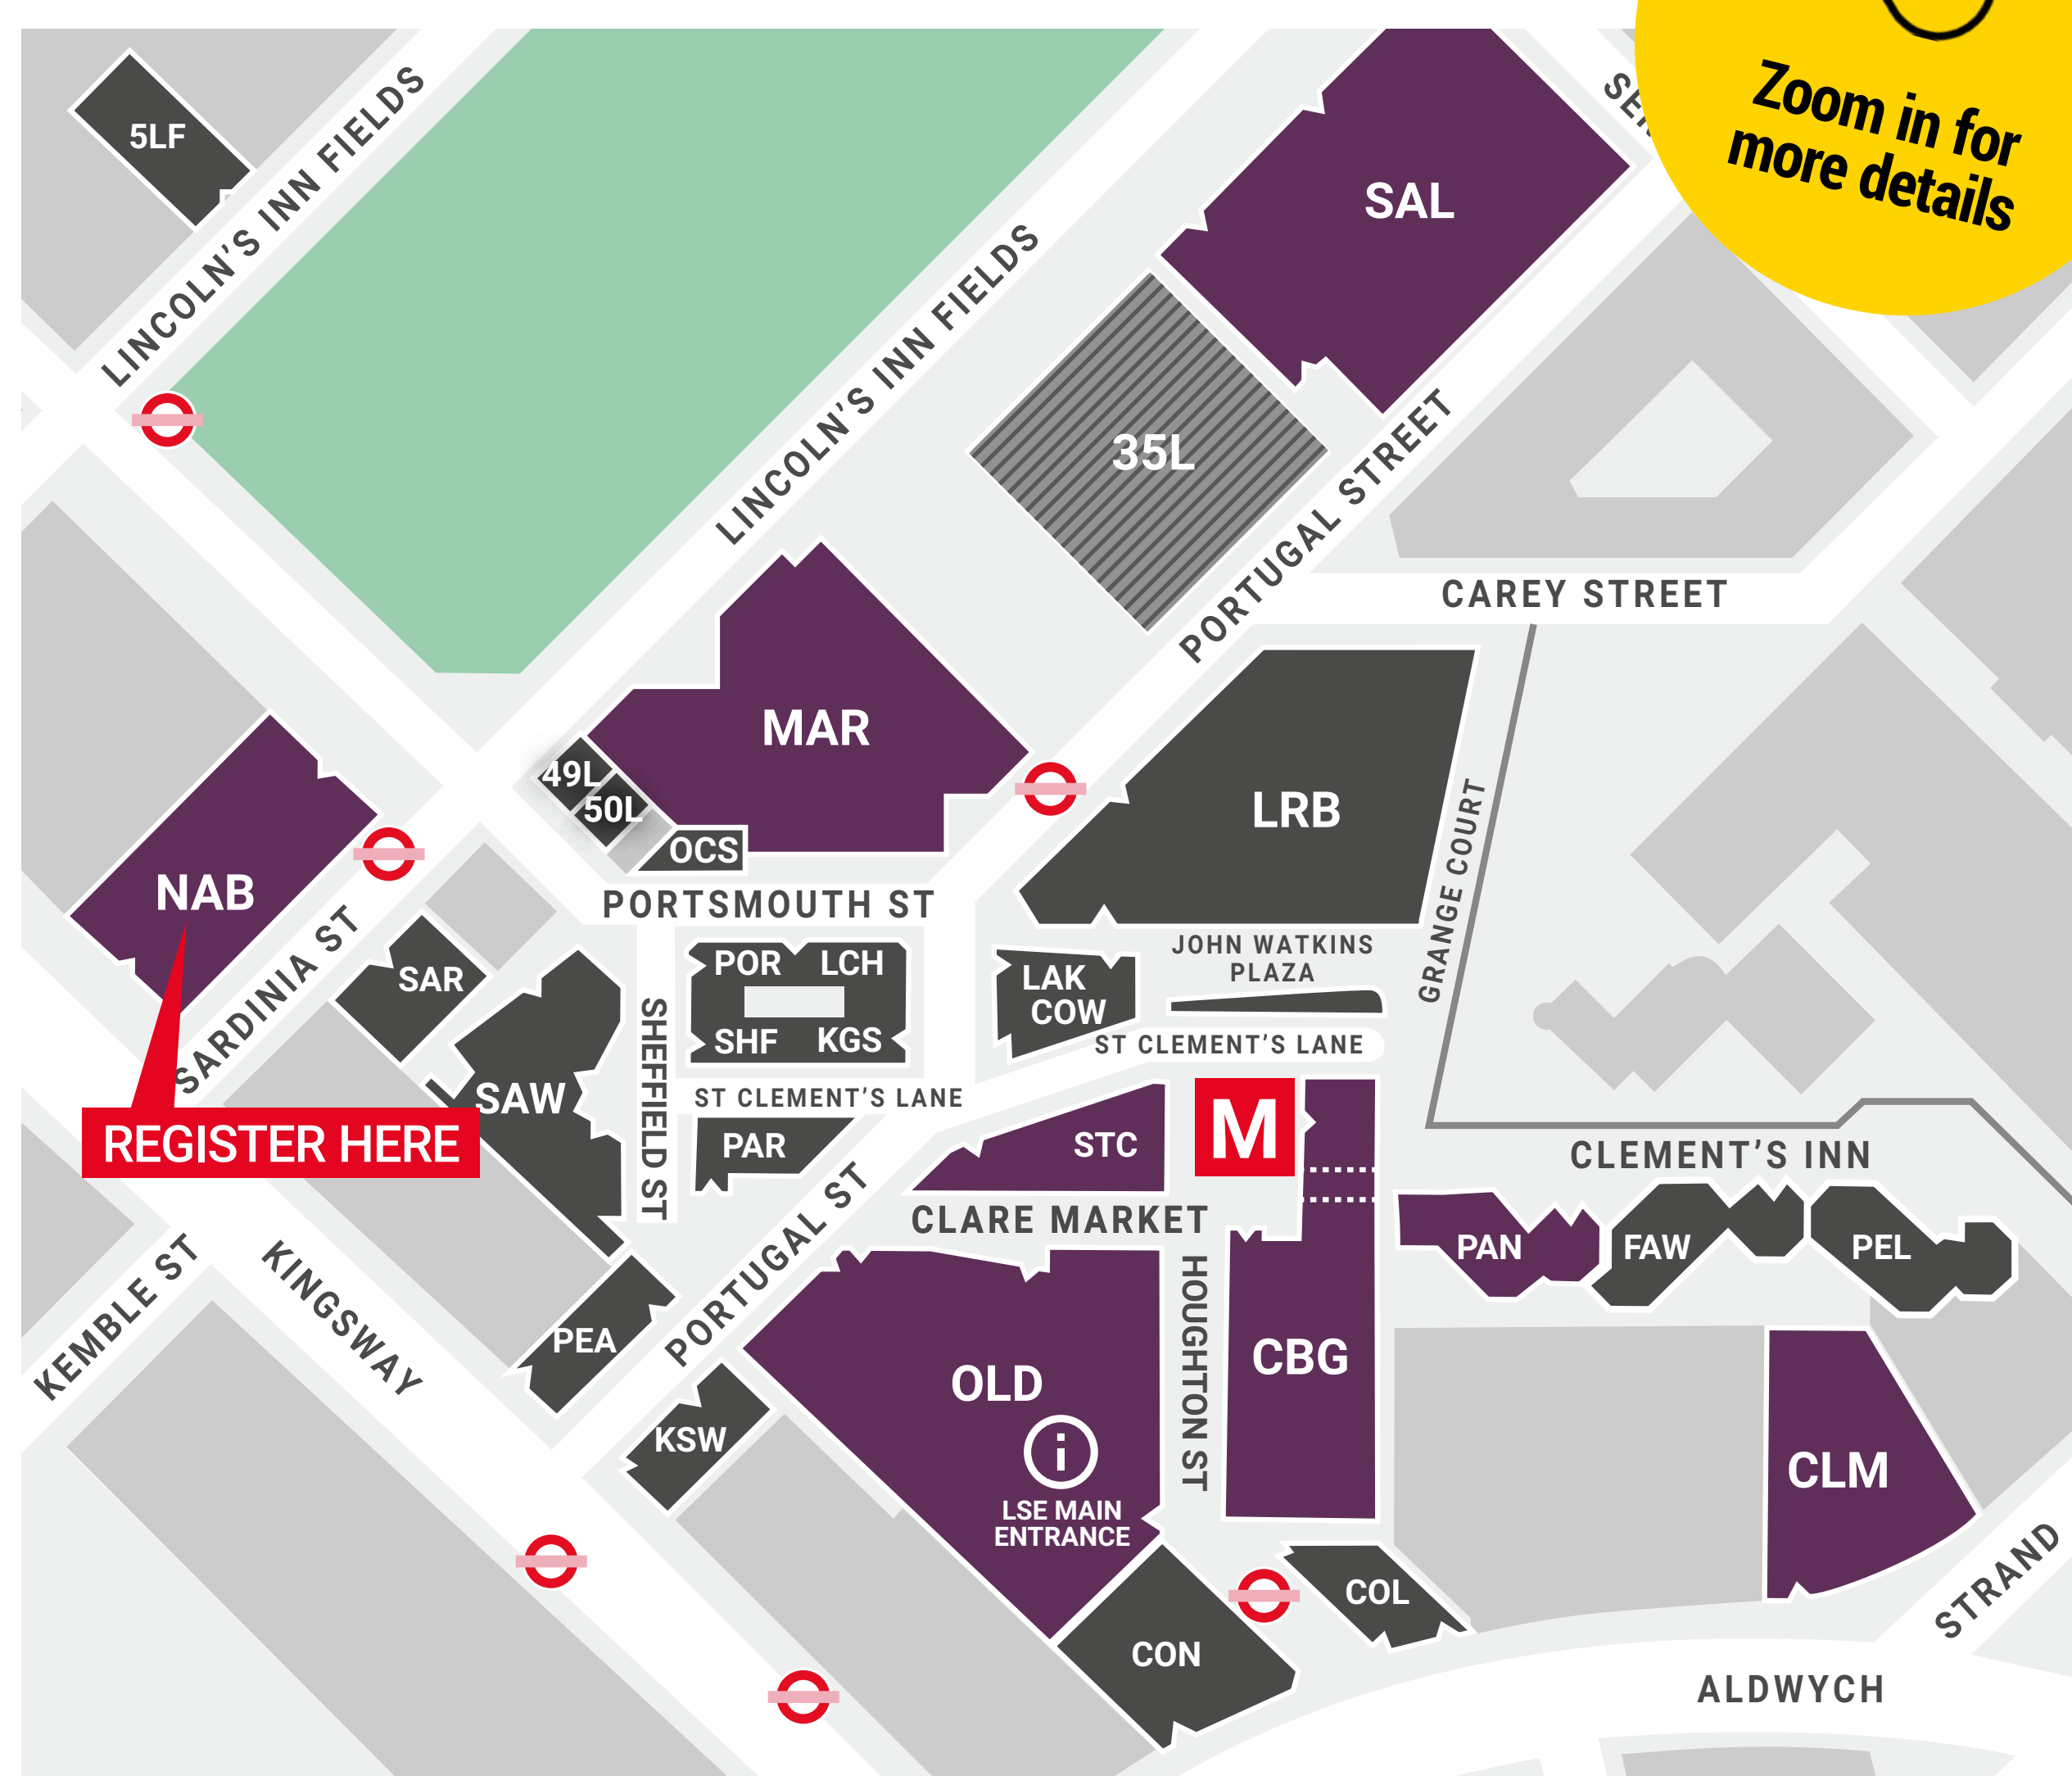 Zoom in for
more details
5LF
LINCOLN'S INN FIELDS
SAL
LINCOLN'S INN FIELDS
35L
PORTUGAL STREET
CAREY STREET
MAR
49L
50L
OCS
LRB
GRANGE COURT
NAB
SARDINIA ST
PORTSMOUTH ST
SAR
POR LCH
SHF KGS
LAK
COW
JOHN WATKINS
PLAZA
ST CLEMENT'S LANE
SHEFFIELD ST
SAW
ST CLEMENT'S LANE
REGISTER HERE
PAR
STC
M
CLEMENT'S INN
CLARE MARKET
PORTUGAL ST
PAN
FAW
PEL
KEMBLE ST
KINGSWAY
PEA
HOUGHTON ST
OLD
i
LSE MAIN
ENTRANCE
CBG
KSW
CLM
COL
CON
STRAND
ALDWYCH